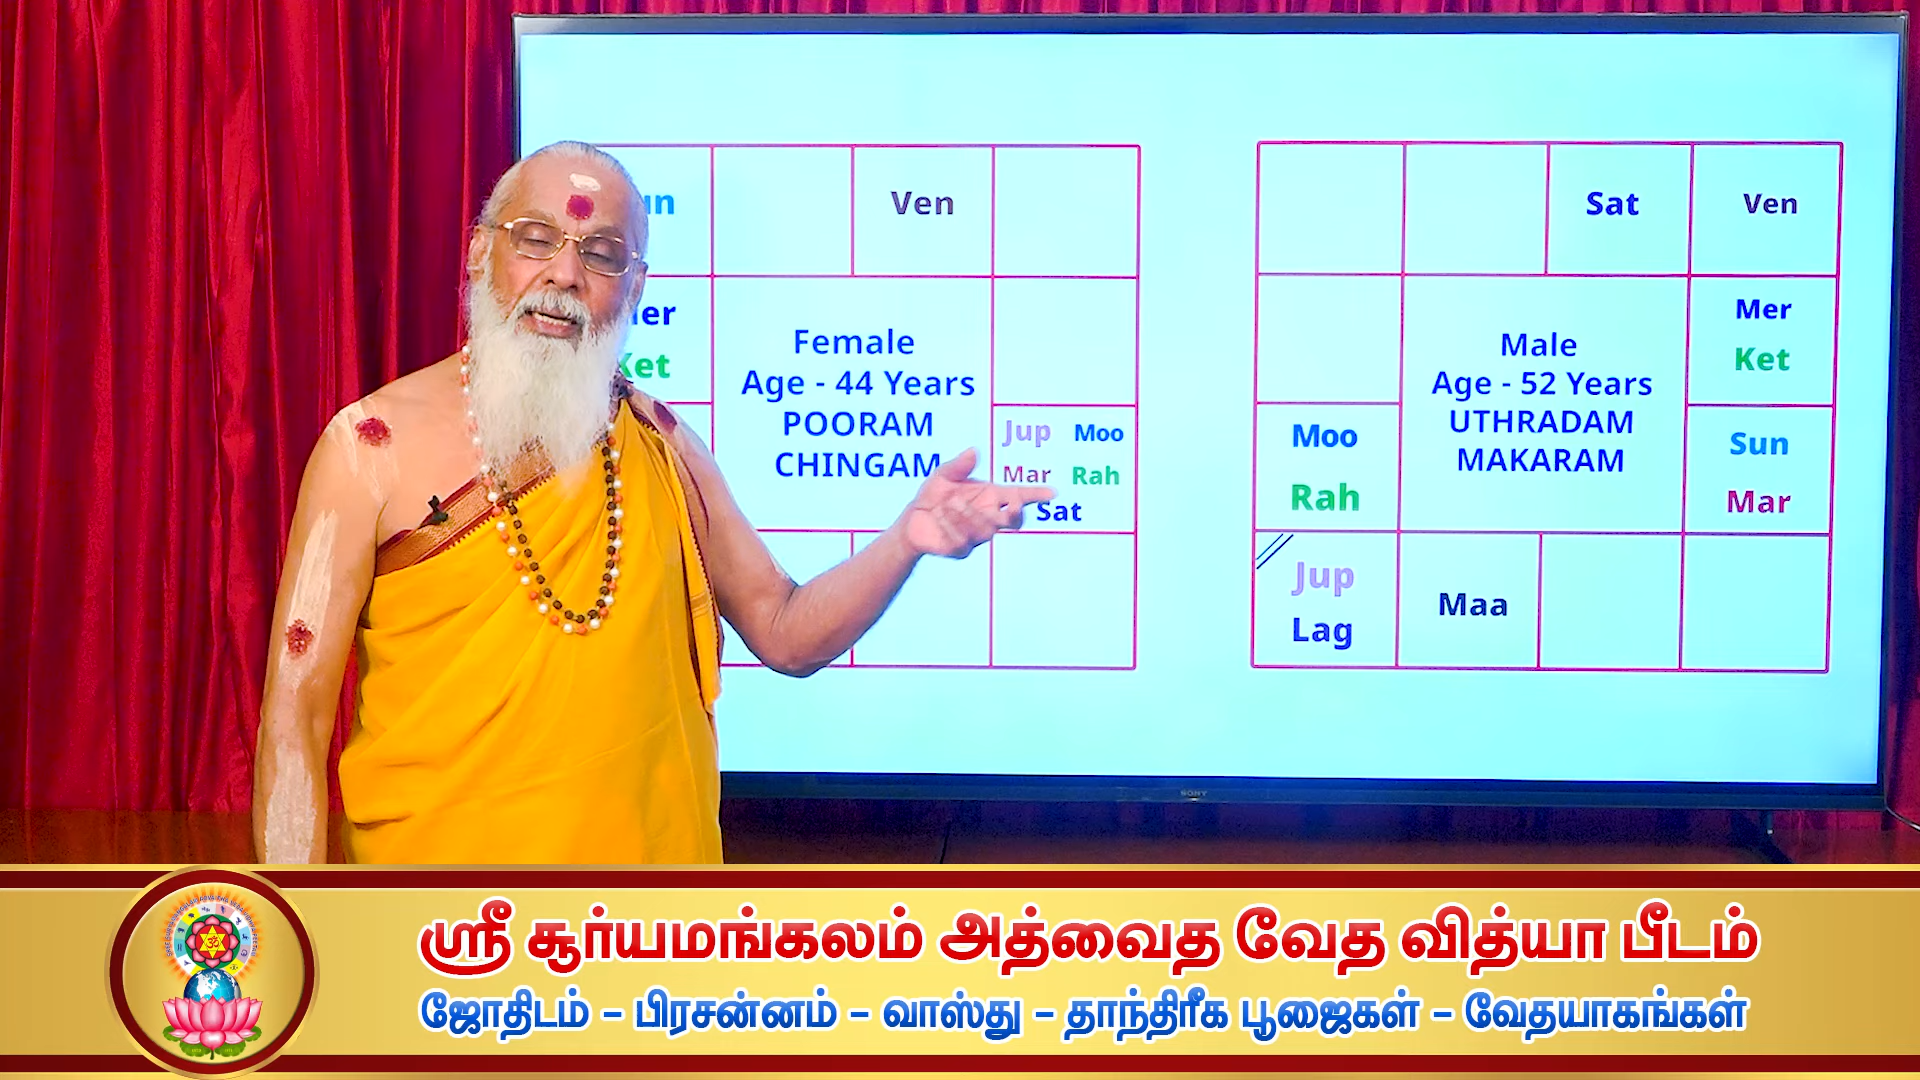 Ven
Ket
Female
Age - 44 Years
POORAM
CHINGAM
Jup Moo
Mar Rah
Sat
Sat
Ven
Mer
Ket
Male
Age - 52 Years
UTHRADAM
MAKARAM
Moo
Rah
Sun
Mar
Jup
Lag
Maa
SONY
ஸ்ரீ சூர்யமங்கலம் அத்வைத வேத வித்யா பீடம்
ஜோதிடம் – பிரசன்னம் – வாஸ்து – தாந்திரீக பூஜைகள் – வேதயாகங்கள்